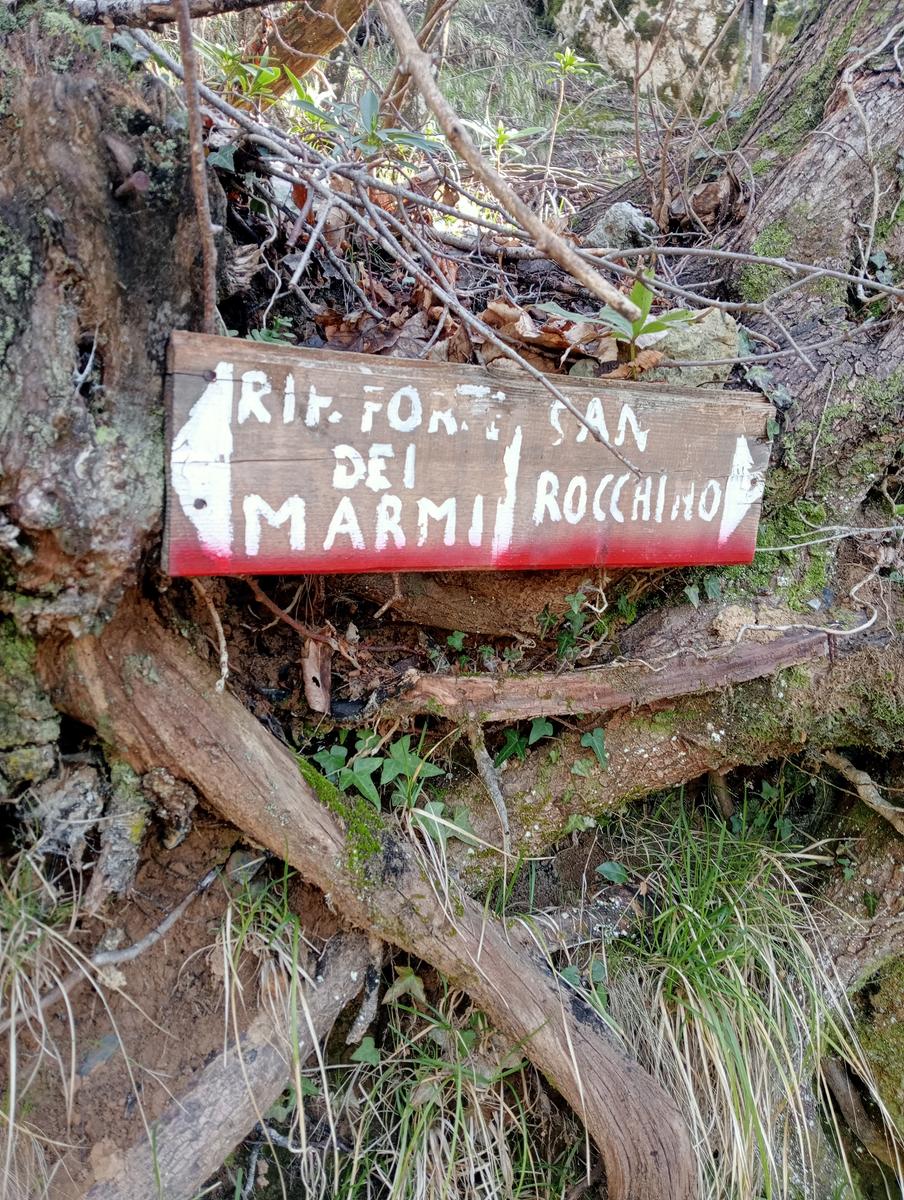 RIF. FORTE
DEI
MARMI
SAN
ROCCHINO